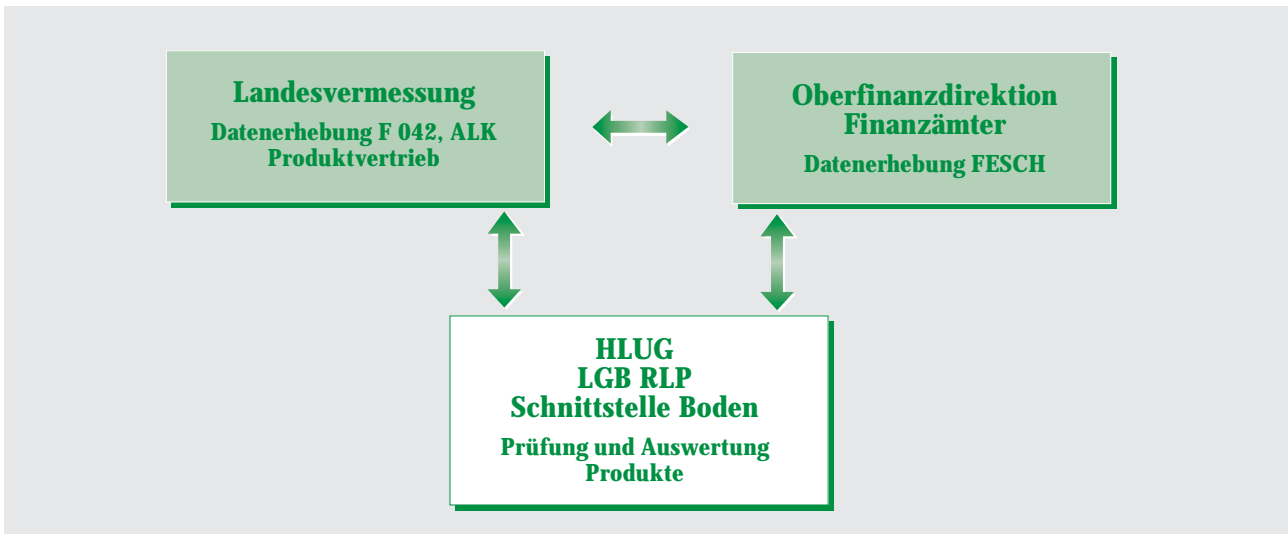 Landesvermessung
Datenerhebung F 042, ALK
Produktvertrieb
Oberfinanzdirektion
Finanzämter
Datenerhebung FESCH
HLUG
LGB RLP
Schnittstelle Boden
Prüfung und Auswertung
Produkte